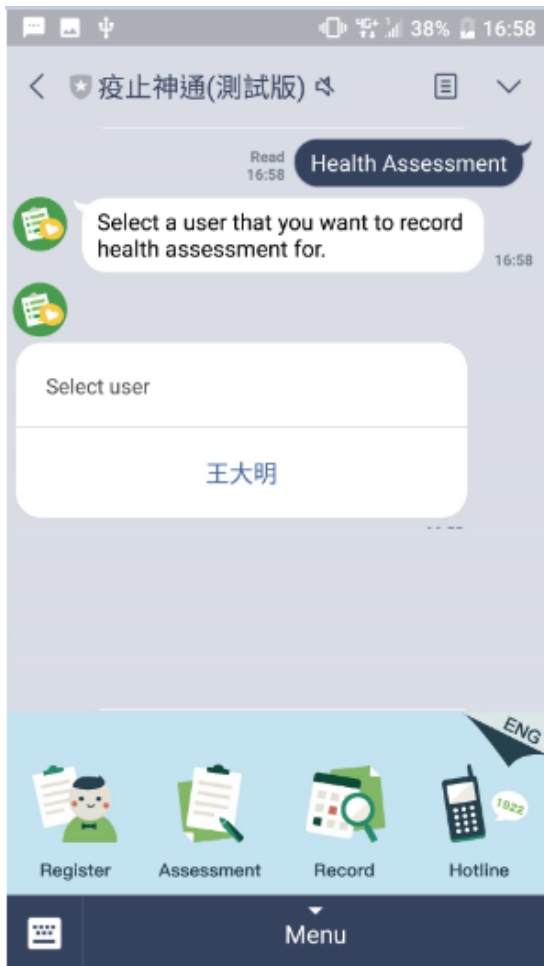 4G+ 38% 16:58
疫止神通(測試版)
Read
16:58
Health Assessment
Select a user that you want to record
health assessment for.
16:58
Select user
王大明
ENG
1922
Register Assessment Record Hotline
Menu